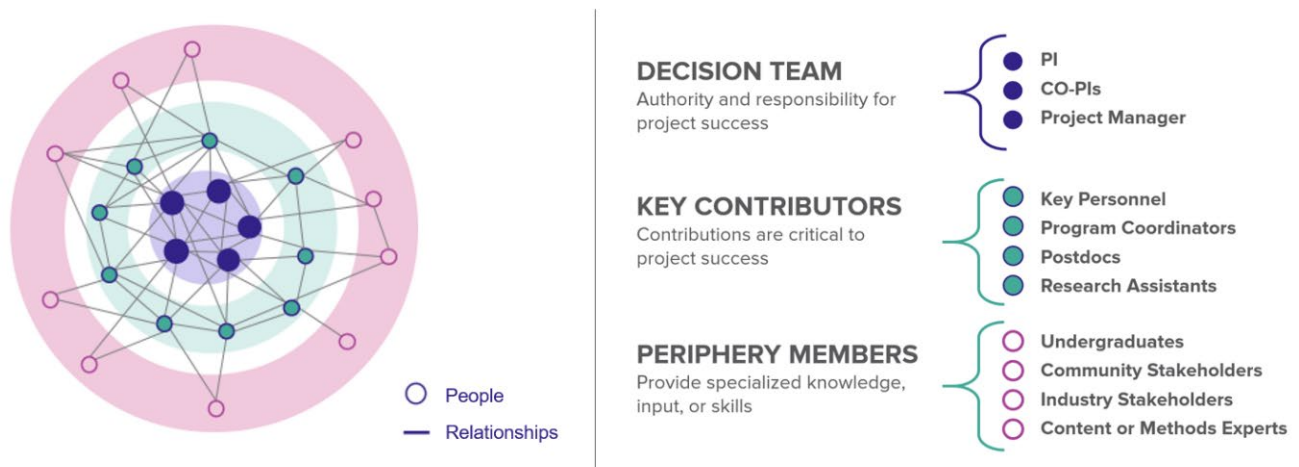 People
Relationships
DECISION TEAM
Authority and responsibility for
project success
PI
CO-PIs
Project Manager
KEY CONTRIBUTORS
Contributions are critical to
project success
Key Personnel
Program Coordinators
Postdocs
Research Assistants
PERIPHERY MEMBERS
Provide specialized knowledge,
input, or skills
Undergraduates
Community Stakeholders
Industry Stakeholders
Content or Methods Experts